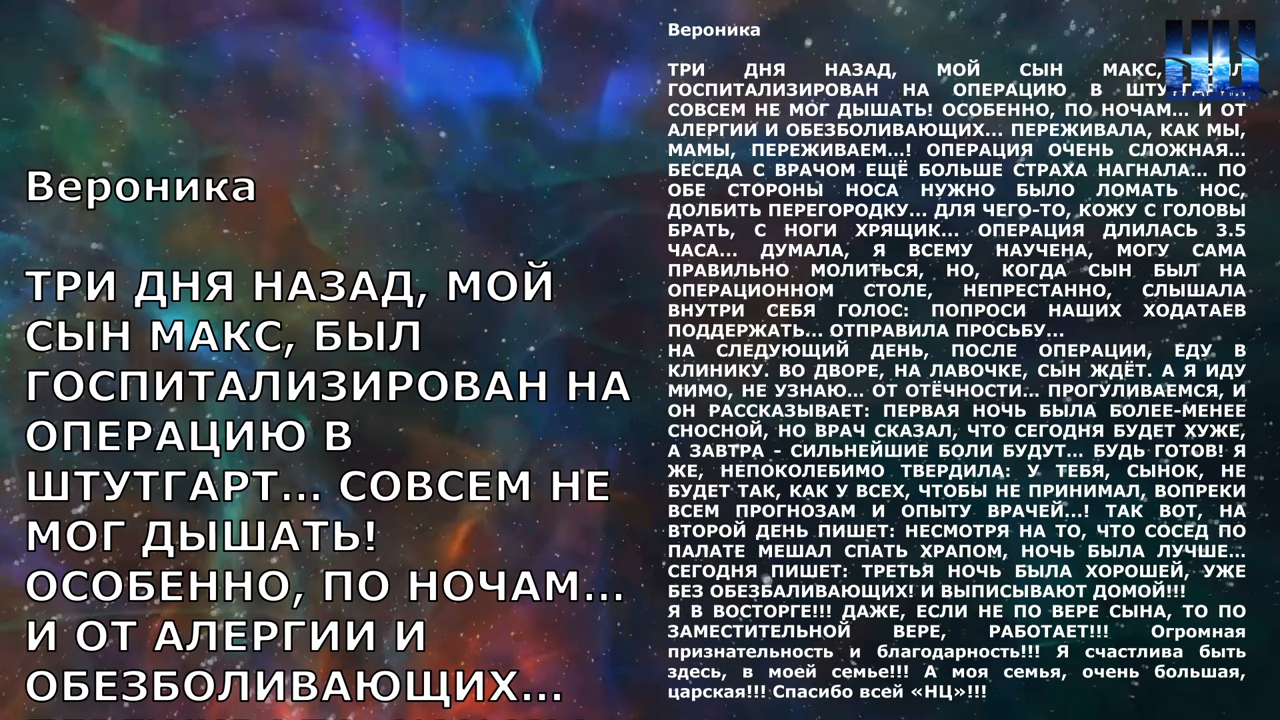 Вероника
ТРИ ДНЯ НАЗАД, МОЙ
СЫН МАКС, БЫЛ
ГОСПИТАЛИЗИРОВАН НА
ОПЕРАЦИЮ В
ШТУТГАРТ... СОВСЕМ НЕ
МОГ ДЫШАТЬ!
ОСОБЕННО, ПО НОЧАМ...
И ОТ АЛЕРГИИ И
ОБЕЗБОЛИВАЮЩИХ...
Вероника
ТРИ ДНЯ НАЗАД, МОЙ СЫН МАКС, БЫЛ
ГОСПИТАЛИЗИРОВАН НА ОПЕРАЦИЮ В ШТУТГАРТ...
СОВСЕМ НЕ МОГ ДЫШАТЬ! ОСОБЕННО, ПО НОЧАМ... И ОТ
АЛЕРГИИ И ОБЕЗБОЛИВАЮЩИХ... ПЕРЕЖИВАЛА, КАК МЫ,
МАМЫ, ПЕРЕЖИВАЕМ...! ОПЕРАЦИЯ ОЧЕНЬ СЛОЖНАЯ...
БЕСЕДА С ВРАЧОМ ЕЩЁ БОЛЬШЕ СТРАХА НАГНАЛА... ПО
ОБЕ СТОРОНЫ НОСА НУЖНО БЫЛО ЛОМАТЬ НОС,
ДОЛБИТЬ ПЕРЕГОРОДКУ... ДЛЯ ЧЕГО-ТО, КОЖУ С ГОЛОВЫ
БРАТЬ, С НОГИ ХРЯЩИК... ОПЕРАЦИЯ ДЛИЛАСЬ 3.5
ЧАСА... ДУМАЛА, Я ВСЕМУ НАУЧЕНА, МОГУ САМА
ПРАВИЛЬНО МОЛИТЬСЯ, НО, КОГДА СЫН БЫЛ НА
ОПЕРАЦИОННОМ СТОЛЕ, НЕПРЕСТАННО, СЛЫШАЛА
ВНУТРИ СЕБЯ ГОЛОС: ПОПРОСИ НАШИХ ХОДАТАЕВ
ПОДДЕРЖАТЬ... ОТПРАВИЛА ПРОСЬБУ...
НА СЛЕДУЮЩИЙ ДЕНЬ, ПОСЛЕ ОПЕРАЦИИ, ЕДУ В
КЛИНИКУ. ВО ДВОРЕ, НА ЛАВОЧКЕ, СЫН ЖДЁТ. А Я ИДУ
МИМО, НЕ УЗНАЮ... ОТ ОТЁЧНОСТИ... ПРОГУЛИВАЕМСЯ, И
ОН РАССКАЗЫВАЕТ: ПЕРВАЯ НОЧЬ БЫЛА БОЛЕЕ-МЕНЕЕ
СНОСНОЙ, НО ВРАЧ СКАЗАЛ, ЧТО СЕГОДНЯ БУДЕТ ХУЖЕ,
А ЗАВТРА - СИЛЬНЕЙШИЕ БОЛИ БУДУТ... БУДЬ ГОТОВ! Я
ЖЕ, НЕПОКОЛЕБИМО ТВЕРДИЛА: У ТЕБЯ, СЫНОК, НЕ
БУДЕТ ТАК, КАК У ВСЕХ, ЧТОБЫ НЕ ПРИНИМАЛ, ВОПРЕКИ
ВСЕМ ПРОГНОЗАМ И ОПЫТУ ВРАЧЕЙ...! ТАК ВОТ, НА
ВТОРОЙ ДЕНЬ ПИШЕТ: НЕСМОТРЯ НА ТО, ЧТО СОСЕД ПО
ПАЛАТЕ МЕШАЛ СПАТЬ ХРАПОМ, НОЧЬ БЫЛА ЛУЧШЕ...
СЕГОДНЯ ПИШЕТ: ТРЕТЬЯ НОЧЬ БЫЛА ХОРОШЕЙ, УЖЕ
БЕЗ ОБЕЗБАЛИВАЮЩИХ! И ВЫПИСЫВАЮТ ДОМОЙ!!!
Я В ВОСТОРГЕ!!! ДАЖЕ, ЕСЛИ НЕ ПО ВЕРЕ СЫНА, ТО ПО
ЗАМЕСТИТЕЛЬНОЙ ВЕРЕ, РАБОТАЕТ!!! Огромная
признательность и благодарность!!! Я счастлива быть
здесь, в моей семье!!! А моя семья, очень большая,
царская!!! Спасибо всей «НЦ»!!!
НЦ